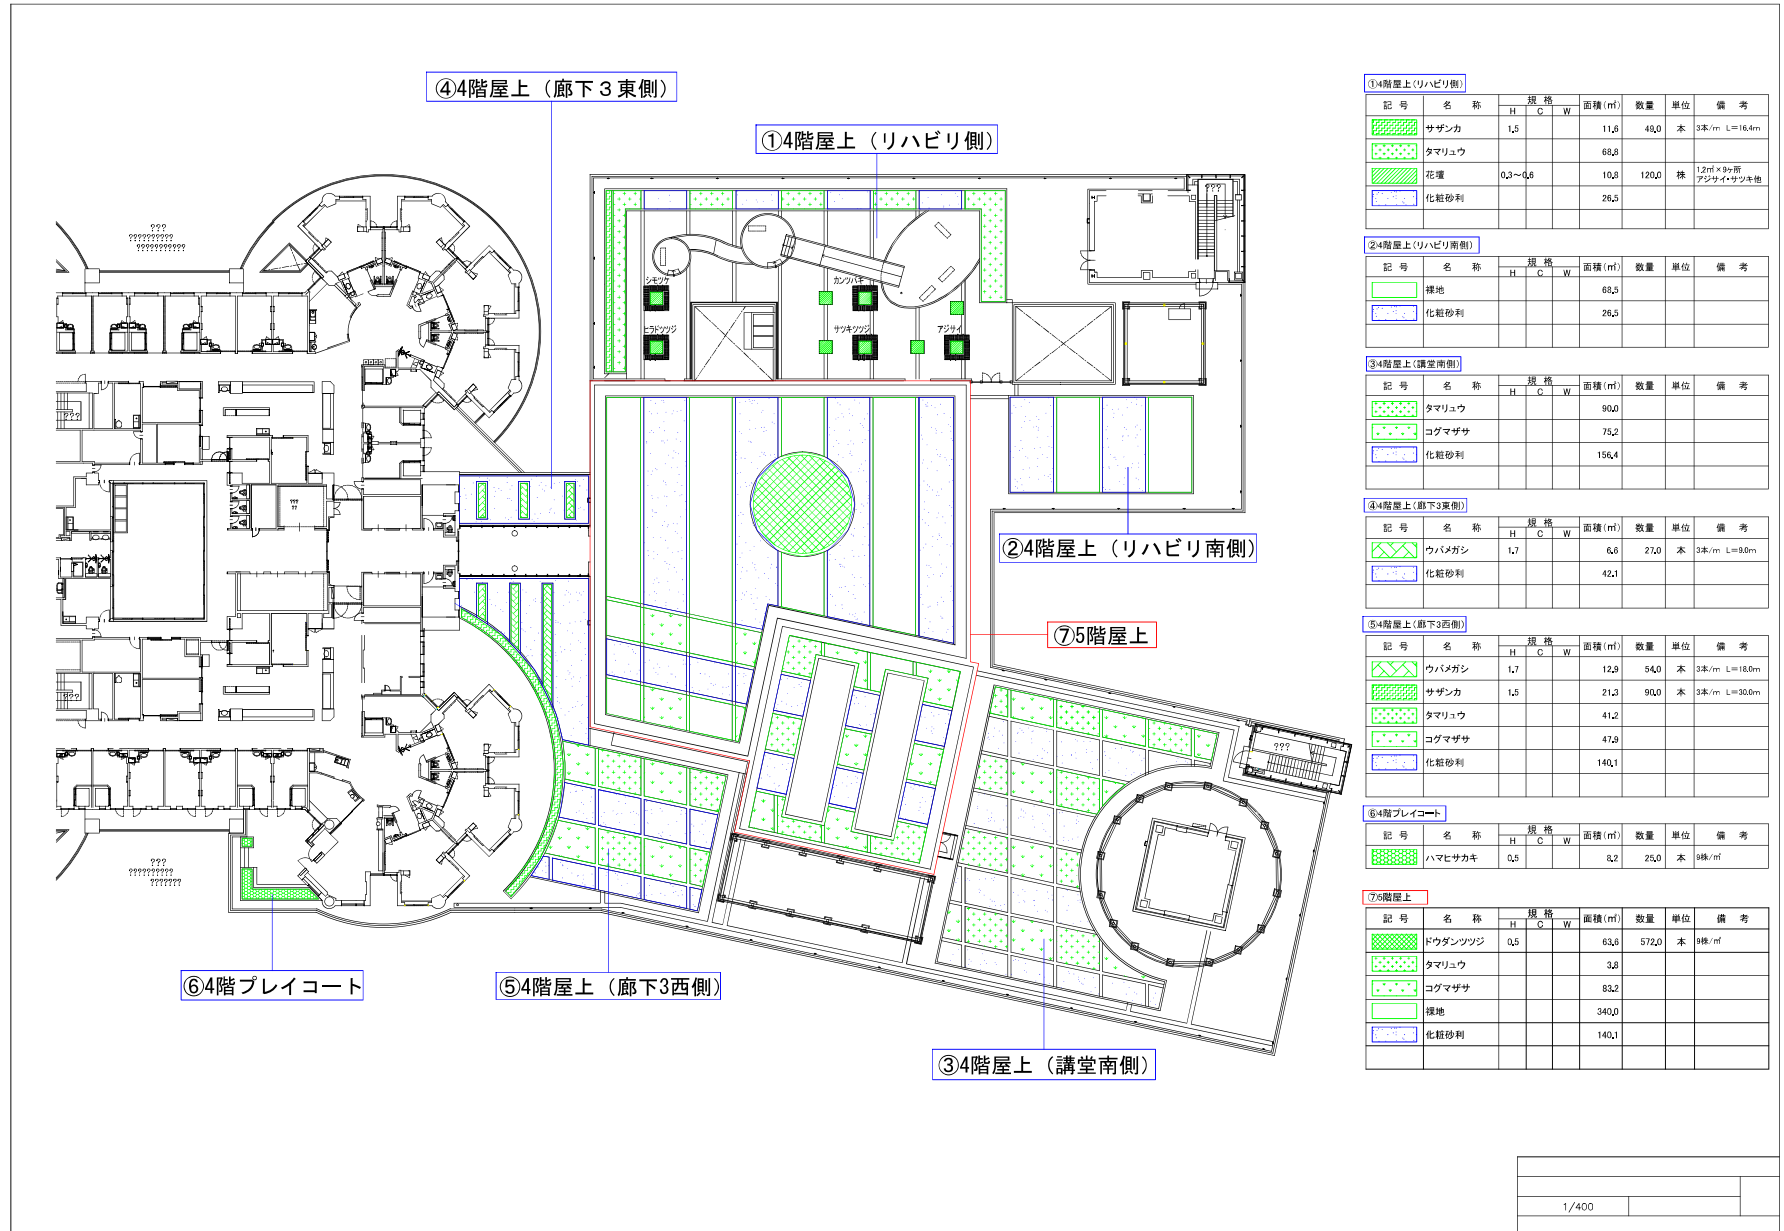 ④4階屋上（廊下３東側）
①4階屋上（リハビリ側）
???
??????????
???????????
???
シモツケ
カンツバキ
ヒラドツツジ
サツキツツジ
アジサイ
???
???
??
②4階屋上（リハビリ南側）
⑦5階屋上
???
???
???
??????????
???????
⑥4階プレイコート
⑤4階屋上（廊下3西側）
③4階屋上（講堂南側）
①4階屋上(リハビリ側)
記 号 名 称 規 格 面積(㎡) 数量 単位 備 考
H C W
サザンカ 1.5 11.6 49.0 本 3本/m L=16.4m
タマリュウ 68.8
花壇 0.3～0.6 10.8 120.0 株 1.2㎡×9ヶ所 アジサイ・サツキ他
化粧砂利 26.5
②4階屋上(リハビリ南側)
記 号 名 称 規 格 面積(㎡) 数量 単位 備 考
H C W
裸地 68.5
化粧砂利 26.5
③4階屋上(講堂南側)
記 号 名 称 規 格 面積(㎡) 数量 単位 備 考
H C W
タマリュウ 90.0
コグマザサ 75.2
化粧砂利 156.4
④4階屋上(廊下3東側)
記 号 名 称 規 格 面積(㎡) 数量 単位 備 考
H C W
ウバメガシ 1.7 6.6 27.0 本 3本/m L=9.0m
化粧砂利 42.1
⑤4階屋上(廊下3西側)
記 号 名 称 規 格 面積(㎡) 数量 単位 備 考
H C W
ウバメガシ 1.7 12.9 54.0 本 3本/m L=18.0m
サザンカ 1.5 21.3 90.0 本 3本/m L=30.0m
タマリュウ 41.2
コグマザサ 47.9
化粧砂利 140.1
⑥4階プレイコート
記 号 名 称 規 格 面積(㎡) 数量 単位 備 考
H C W
ハマヒサカキ 0.5 8.2 25.0 本 9株/㎡
⑦5階屋上
記 号 名 称 規 格 面積(㎡) 数量 単位 備 考
H C W
ドウダンツツジ 0.5 63.6 572.0 本 9株/㎡
タマリュウ 3.8
コグマザサ 83.2
裸地 340.0
化粧砂利 140.1
1/400